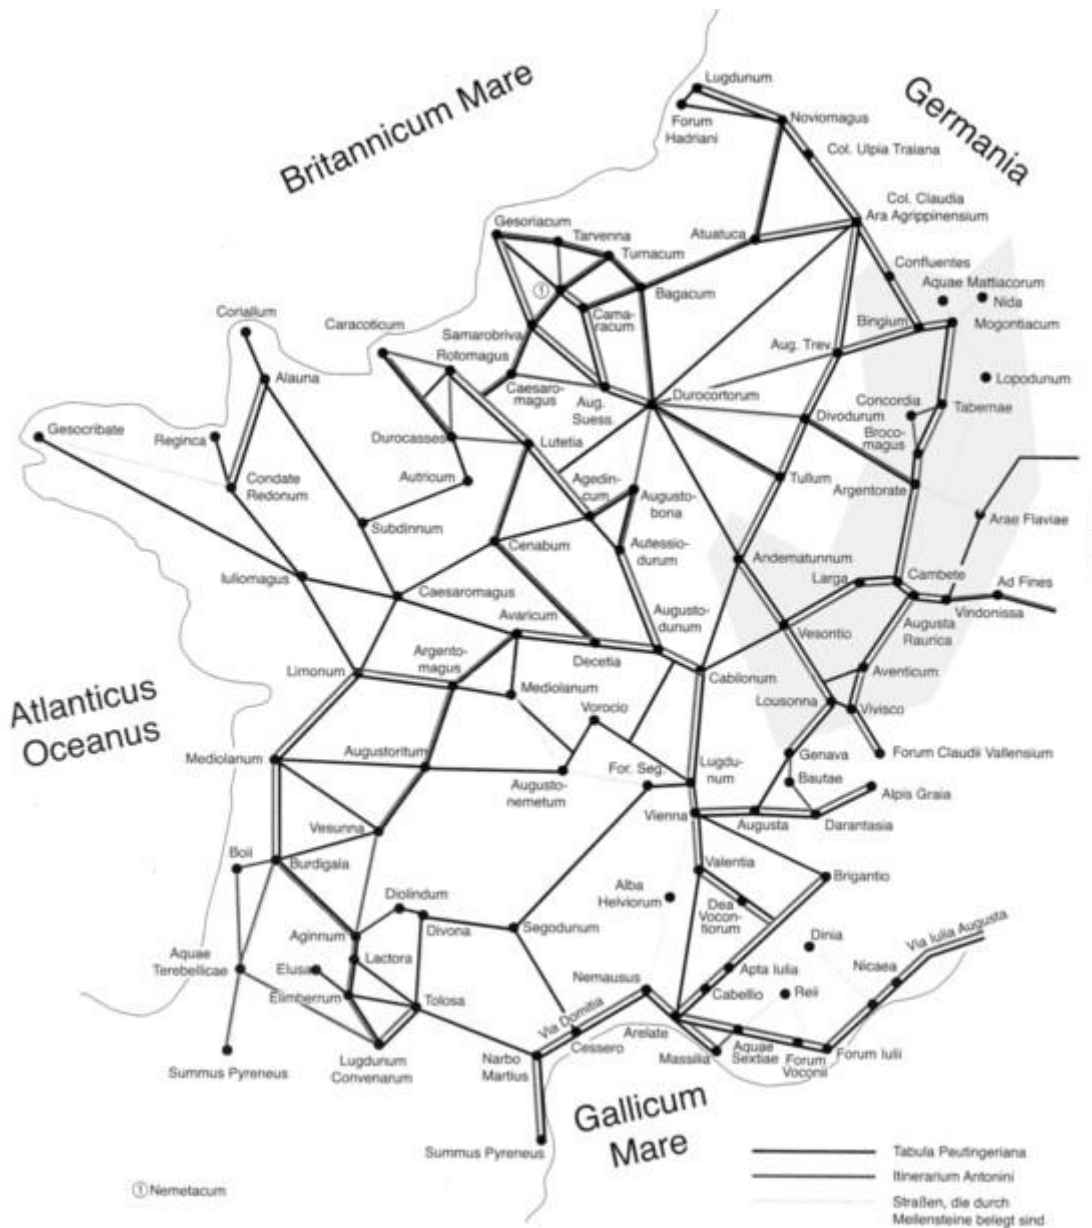 Britannicum Mare
Germania
Lugdunum
Forum
Hadriani
Noviomagus
Col. Ulpia Traiana
Col. Claudia
Ara Agrippinensium
Gesoriacum
Tarvenna
Turnacum
Atuatuca
Confluentes
Aquae Mattiacorum
Nida
①
Bagacum
Coriallum
Caracoticum
Samarobriva
Cama-
racum
Bingium
Mogontiacum
Rotomagus
Aug. Trev.
Alauna
Caesaro-
magus
Aug.
Suess.
Durocortorum
Lopodunum
Concordia
Tabernae
Gesocribate
Reginca
Durocasses
Lutetia
Divodurum
Broco-
magus
Condate
Redonum
Autricum
Agedin-
cum
Augusto-
bona
Tullum
Argentorate
Subdinnum
Arae Flaviae
Cenabum
Autessio-
durum
Andematunnum
Iuliomagus
Larga
Cambete
Ad Fines
Caesaromagus
Avaricum
Augusto-
dunum
Vindonissa
Augusta
Raurica
Vesontio
Argento-
magus
Decetia
Limonum
Cabilonum
Aventicum
Mediolanum
Atlanticus
Oceanus
Vorocio
Lousonna
Vivisco
Mediolanum
Augustoritum
For. Seg.
Lugdu-
num
Genava
Forum Claudii Vallensium
Augusto-
nemetum
Bautae
Alpis Graia
Vienna
Augusta
Darantasia
Vesunna
Boii
Burdigala
Valentia
Brigantio
Diolindum
Alba
Helviorum
Dea
Vocon-
tiorum
Aginnum
Divona
Segodunum
Dinia
Via Iulia Augusta
Aquae
Terebellicae
Lactora
Elusa
Apta Iulia
Nicaea
Nemausus
Elimberrum
Tolosa
Cabellio
Reii
Via Domitia
Arelate
Cessero
Lugdunum
Convenarum
Narbo
Martius
Massilia
Aquae
Sextiae
Forum
Voconii
Forum Iulii
Summus Pyreneus
Gallicum
Mare
Summus Pyreneus
Tabula Peutingeriana
Itinerarium Antonini
① Nemetacum
Straßen, die durch
Meilensteine belegt sind